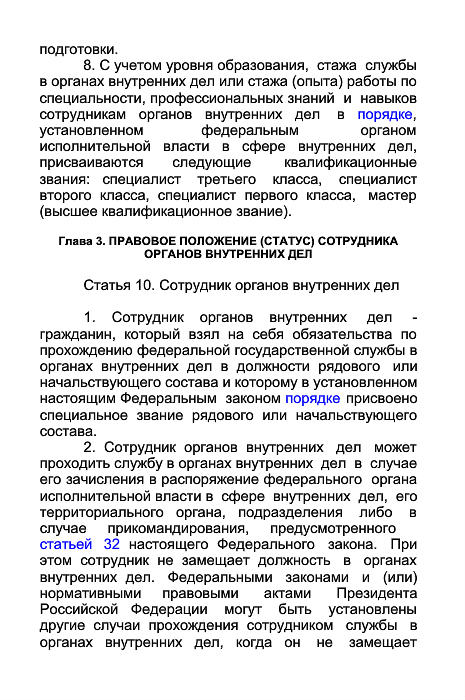 подготовки.
8. С учетом уровня образования, стажа службы
в органах внутренних дел или стажа (опыта) работы по
специальности, профессиональных знаний и навыков
сотрудникам органов внутренних дел в порядке,
установленном федеральным органом
исполнительной власти в сфере внутренних дел,
присваиваются следующие квалификационные
звания: специалист третьего класса, специалист
второго класса, специалист первого класса, мастер
(высшее квалификационное звание).
Глава 3. ПРАВОВОЕ ПОЛОЖЕНИЕ (СТАТУС) СОТРУДНИКА
ОРГАНОВ ВНУТРЕННИХ ДЕЛ
Статья 10. Сотрудник органов внутренних дел
1. Сотрудник органов внутренних дел -
гражданин, который взял на себя обязательства по
прохождению федеральной государственной службы в
органах внутренних дел в должности рядового или
начальствующего состава и которому в установленном
настоящим Федеральным законом порядке присвоено
специальное звание рядового или начальствующего
состава.
2. Сотрудник органов внутренних дел может
проходить службу в органах внутренних дел в случае
его зачисления в распоряжение федерального органа
исполнительной власти в сфере внутренних дел, его
территориального органа, подразделения либо в
случае прикомандирования, предусмотренного
статьей 32 настоящего Федерального закона. При
этом сотрудник не замещает должность в органах
внутренних дел. Федеральными законами и (или)
нормативными правовыми актами Президента
Российской Федерации могут быть установлены
другие случаи прохождения сотрудником службы в
органах внутренних дел, когда он не замещает